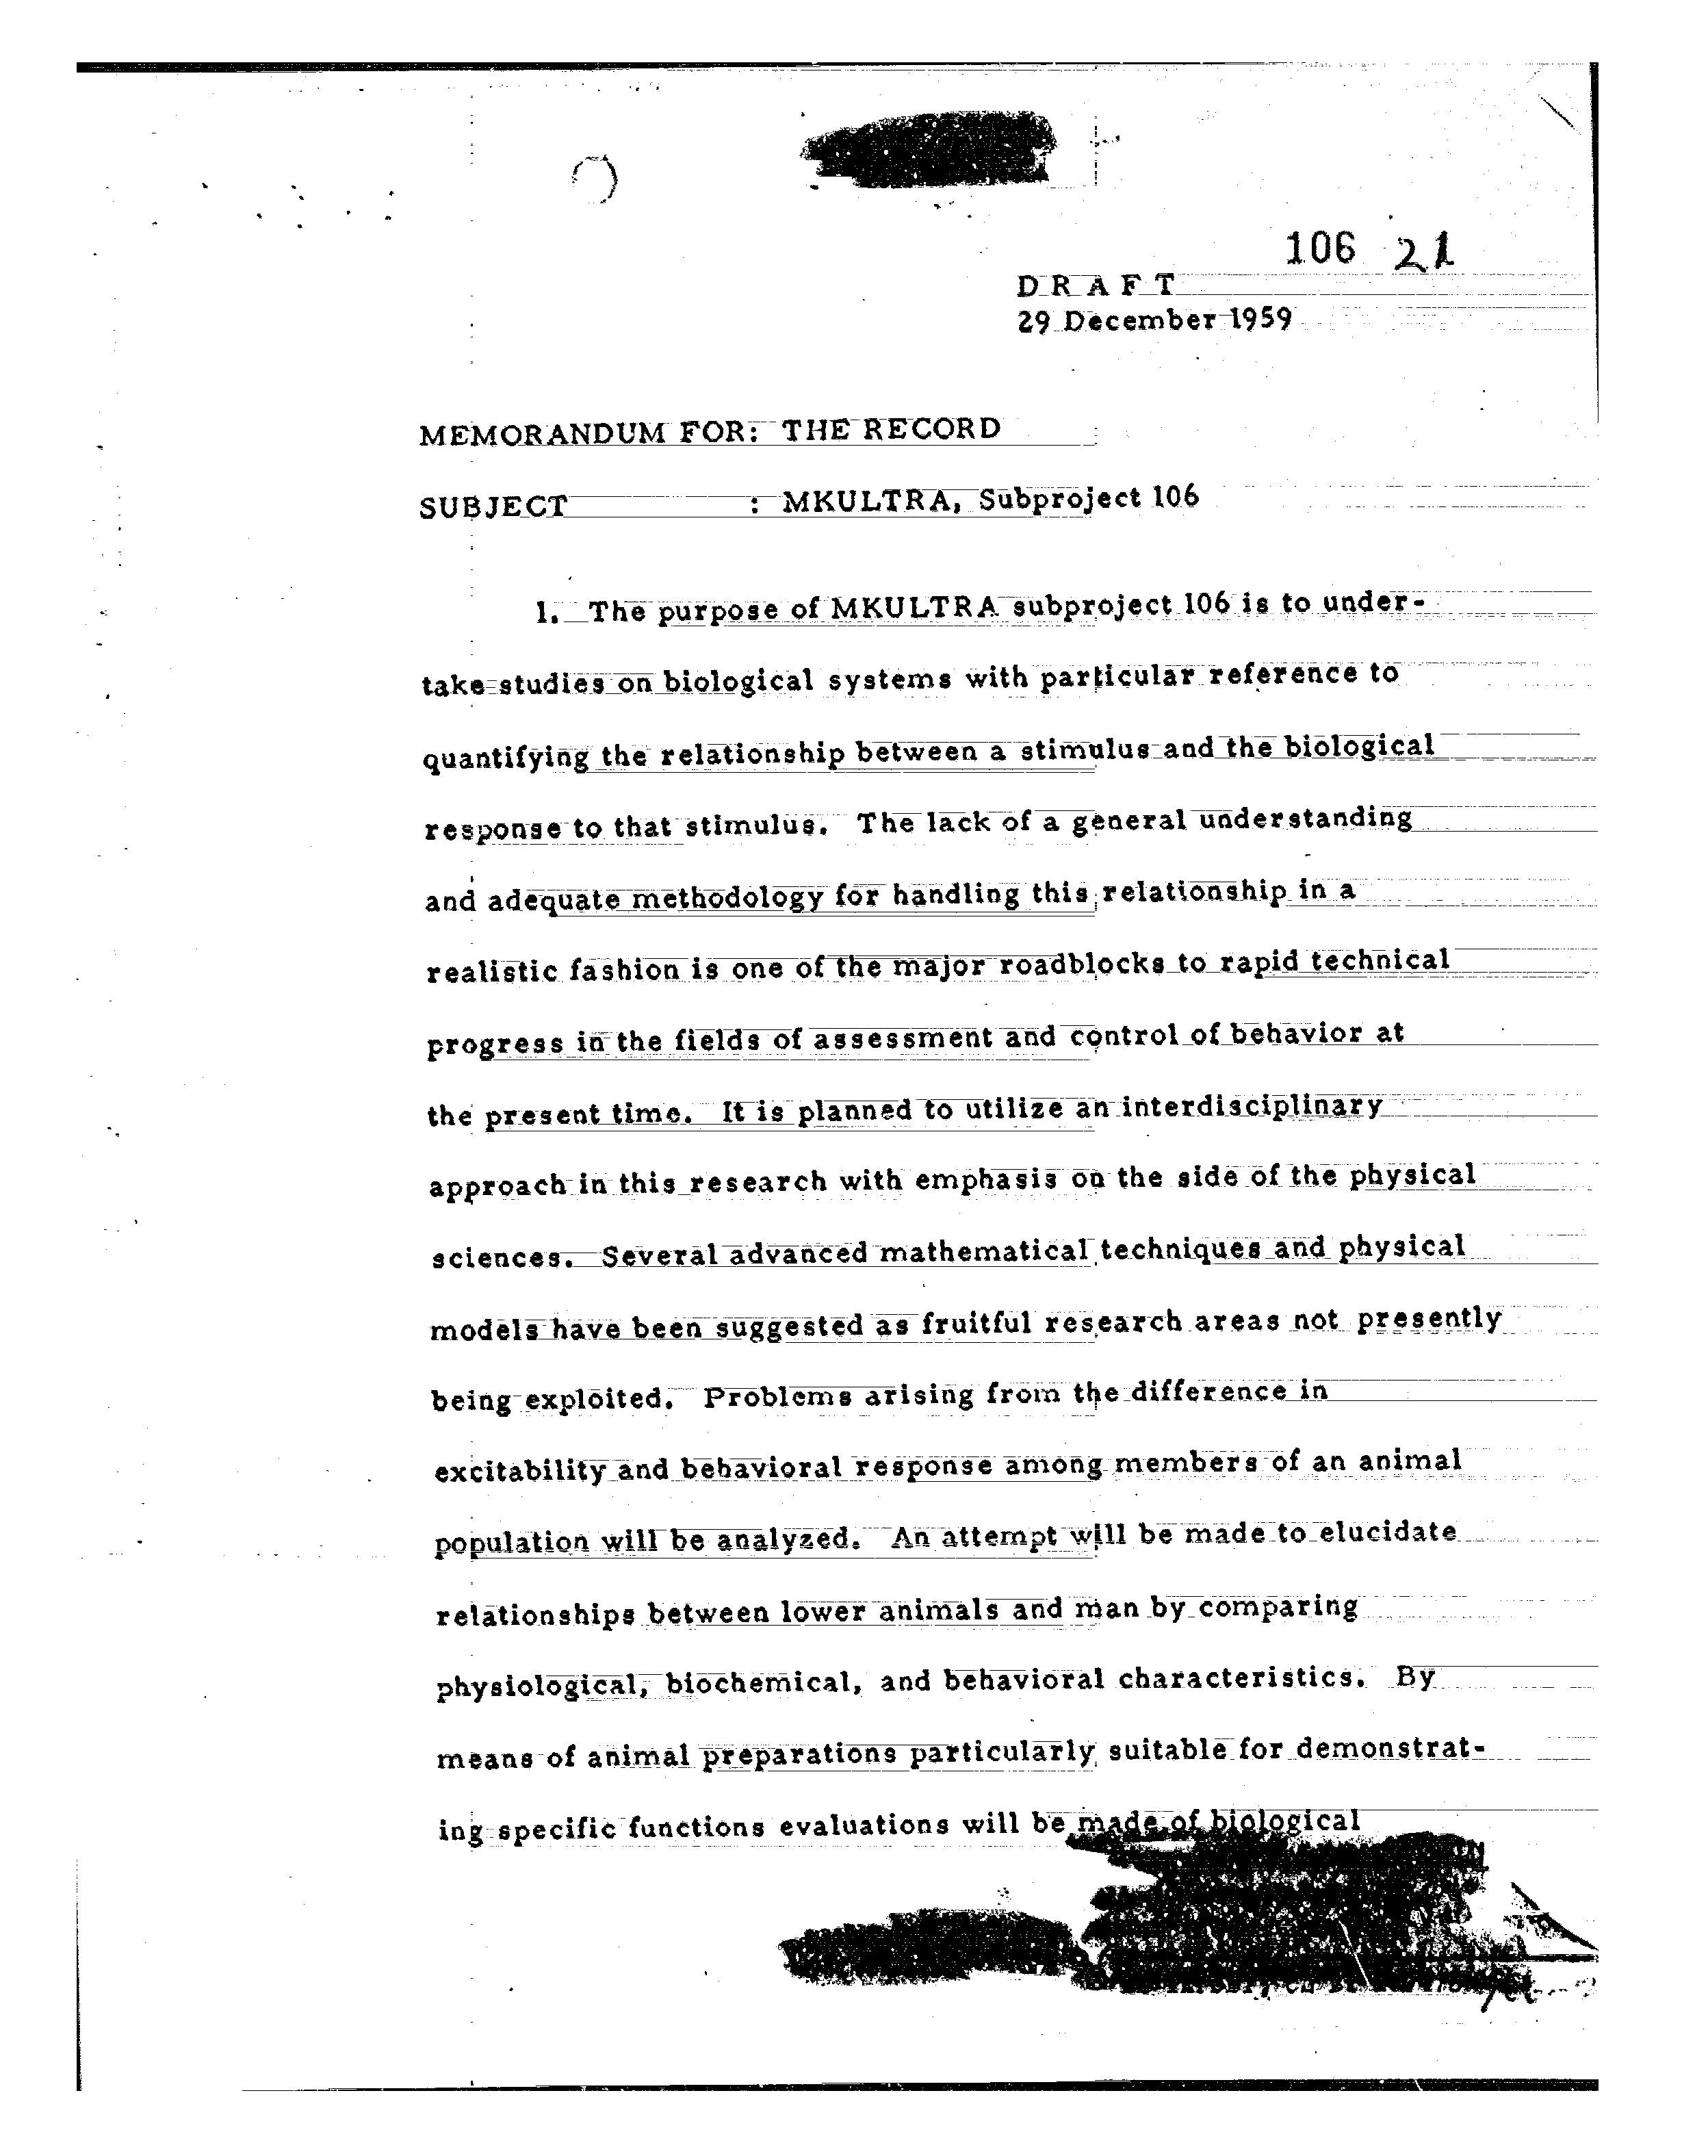 106 21
D R A F T
29 December 1959
MEMORANDUM FOR: THE RECORD
SUBJECT : MKULTRA, Subproject 106
1. The purpose of MKULTRA subproject 106 is to under-
take studies on biological systems with particular reference to
quantifying the relationship between a stimulus and the biological
response to that stimulus. The lack of a general understanding
and adequate methodology for handling this relationship in a
realistic fashion is one of the major roadblocks to rapid technical
progress in the fields of assessment and control of behavior at
the present time. It is planned to utilize an interdisciplinary
approach in this research with emphasis on the side of the physical
sciences. Several advanced mathematical techniques and physical
models have been suggested as fruitful research areas not presently
being exploited. Problems arising from the difference in
excitability and behavioral response among members of an animal
population will be analyzed. An attempt will be made to elucidate
relationships between lower animals and man by comparing
physiological, biochemical, and behavioral characteristics. By
means of animal preparations particularly suitable for demonstrat-
ing specific functions evaluations will be made of biological